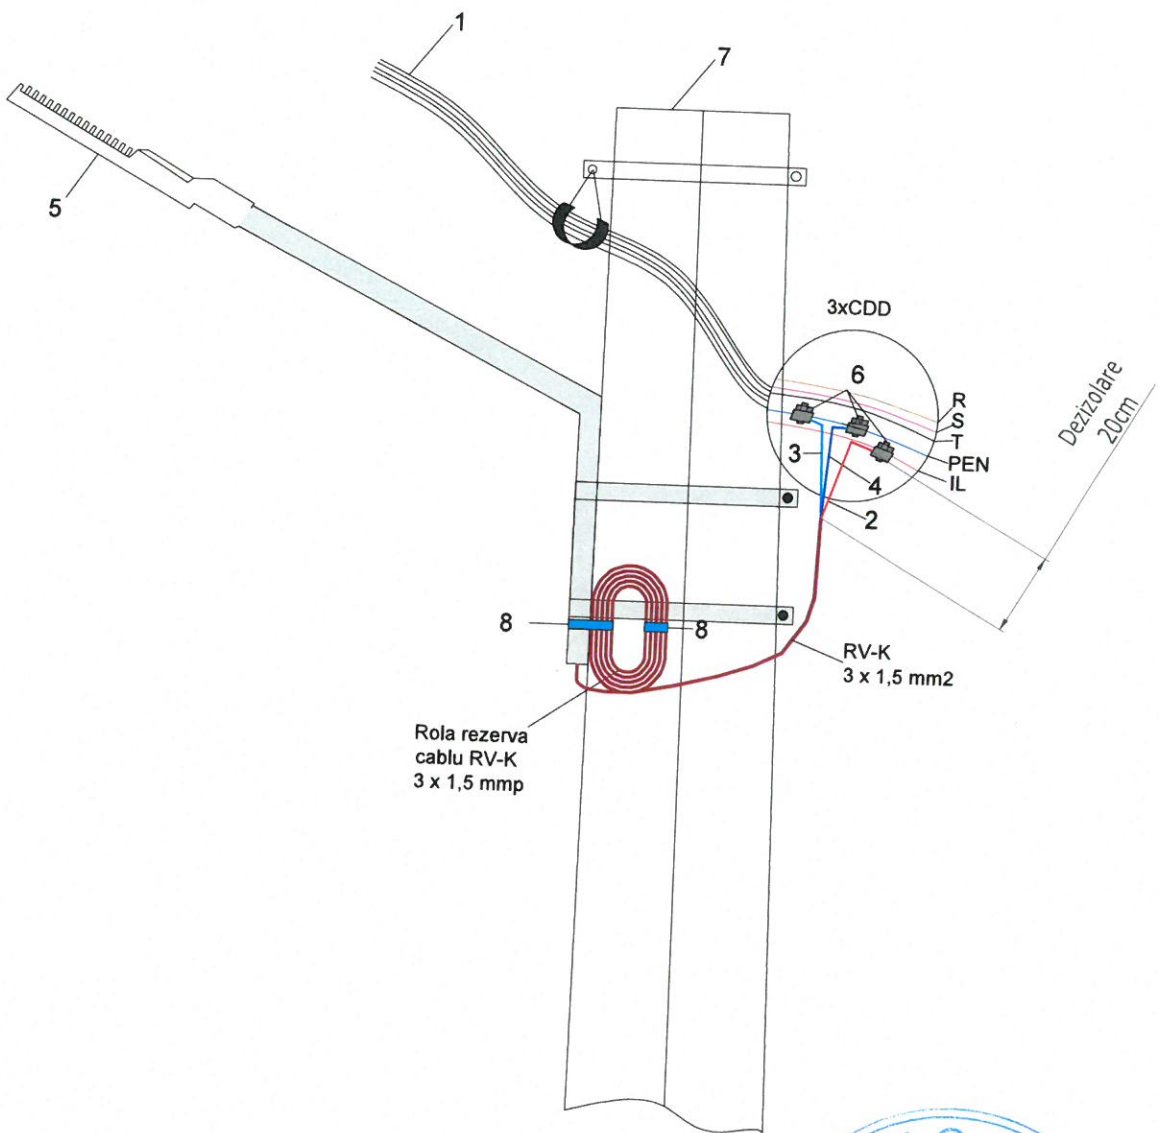 1
7
5
3xCDD
6
R
S
T
PEN
IL
3
4
2
Dezizolare
20cm
8
8
RV-K
3 x 1,5 mm2
Rola rezerva
cablu RV-K
3 x 1,5 mmp